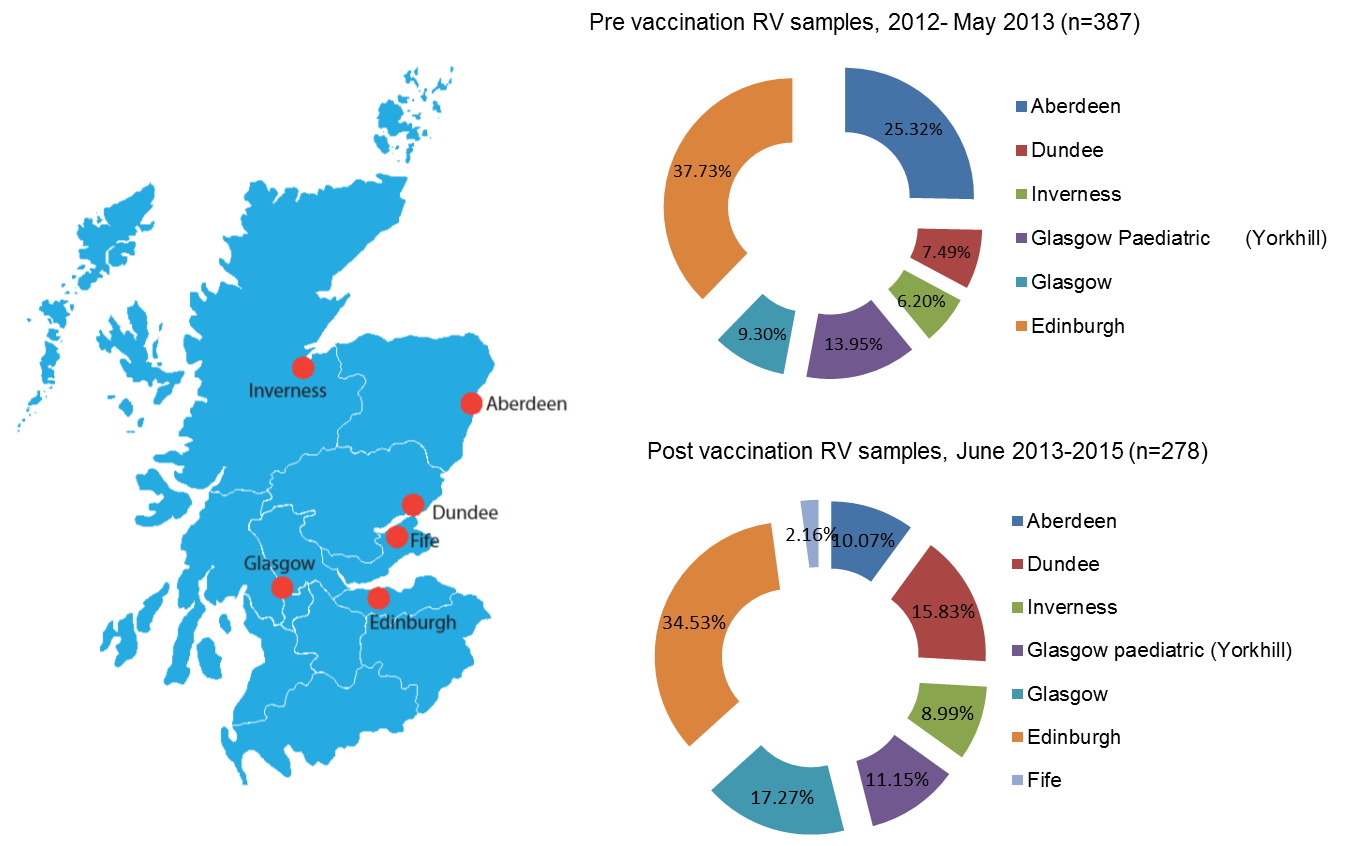 Pre vaccination RV samples, 2012- May 2013 (n=387)
25.32%
7.49%
6.20%
13.95%
9.30%
37.73%
Aberdeen
Dundee
Inverness
Glasgow Paediatric (Yorkhill)
Glasgow
Edinburgh
Inverness
Aberdeen
Dundee
Fife
Glasgow
Edinburgh
Post vaccination RV samples, June 2013-2015 (n=278)
2.16%
10.07%
15.83%
8.99%
11.15%
17.27%
34.53%
Aberdeen
Dundee
Inverness
Glasgow paediatric (Yorkhill)
Glasgow
Edinburgh
Fife